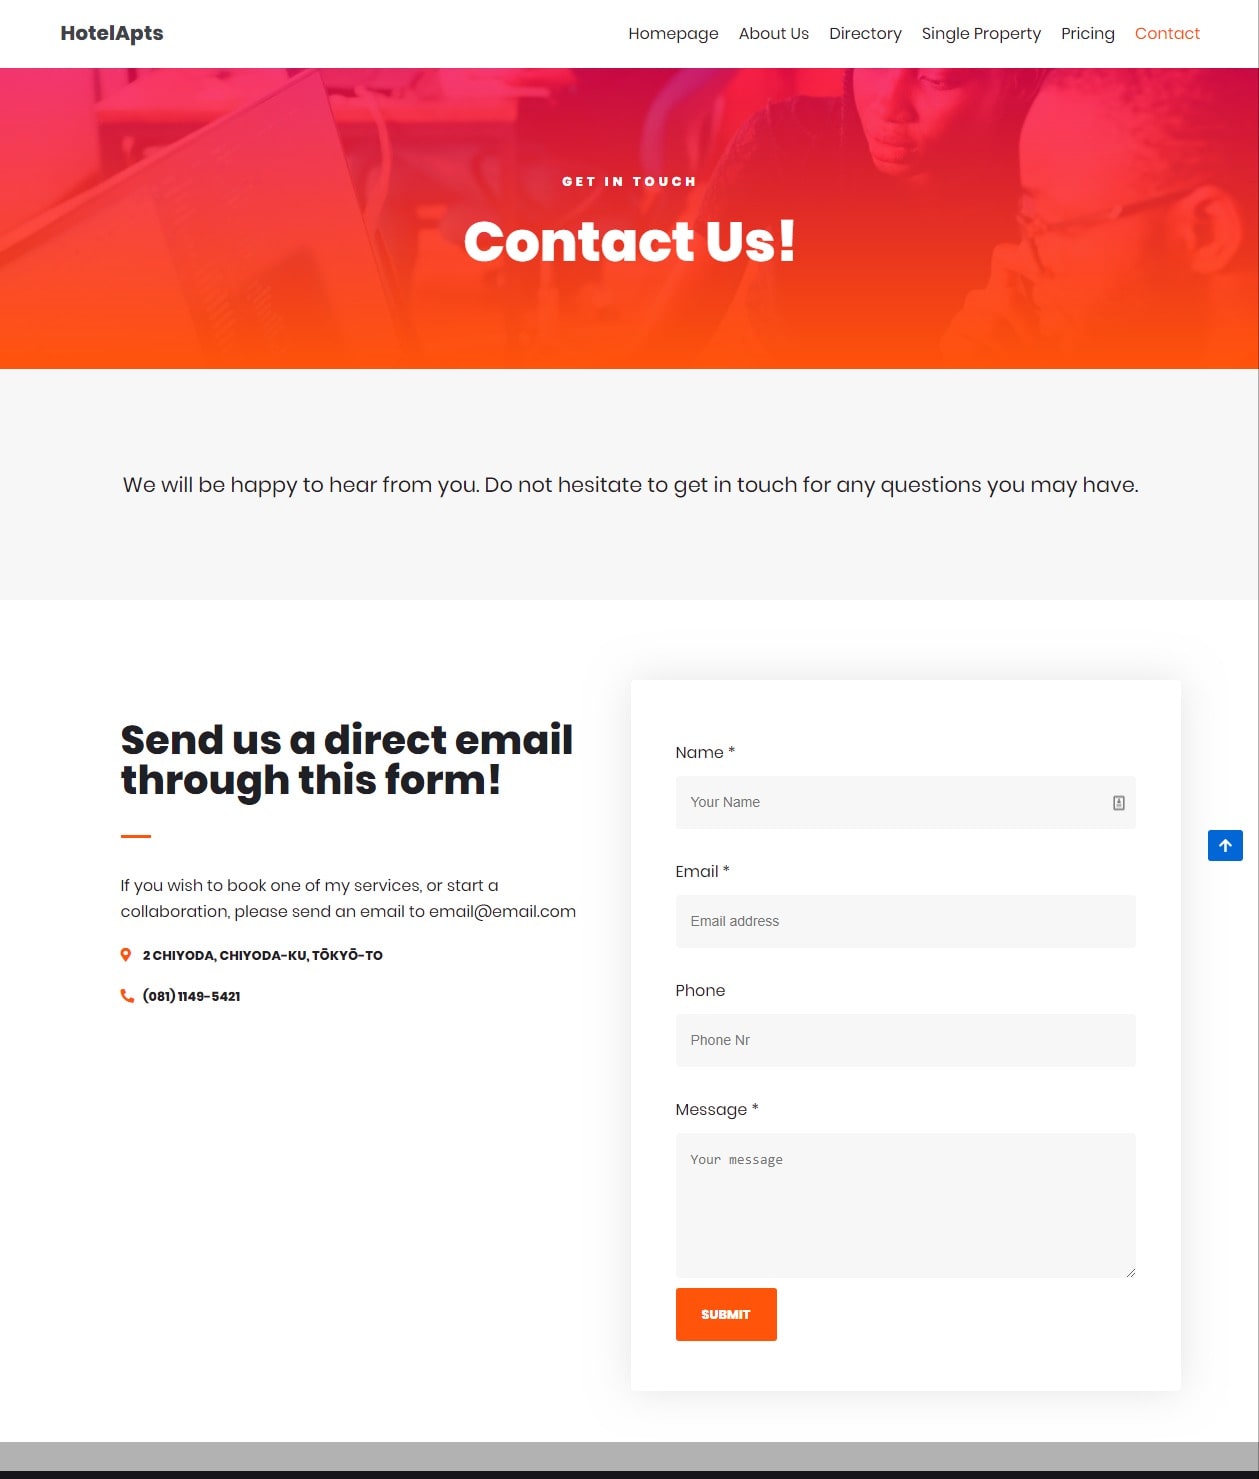 HotelApts
Homepage About Us Directory Single Property Pricing Contact
GET IN TOUCH
Contact Us!
We will be happy to hear from you. Do not hesitate to get in touch for any questions you may have.
Send us a direct email
through this form!
If you wish to book one of my services, or start a
collaboration, please send an email to email@email.com
2 CHIYODA, CHIYODA-KU, TŌKYŌ-TO
(081) 1149-5421
Name *
Your Name
Email *
Email address
Phone
Phone Nr
Message *
Your message
SUBMIT